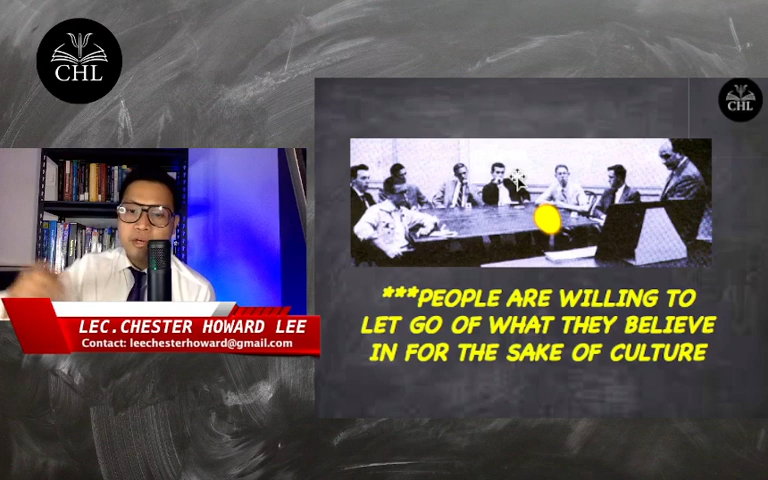 CHL
CHL
LEC.CHESTER HOWARD LEE
Contact: leechesterhoward@gmail.com
***PEOPLE ARE WILLING TO
LET GO OF WHAT THEY BELIEVE
IN FOR THE SAKE OF CULTURE